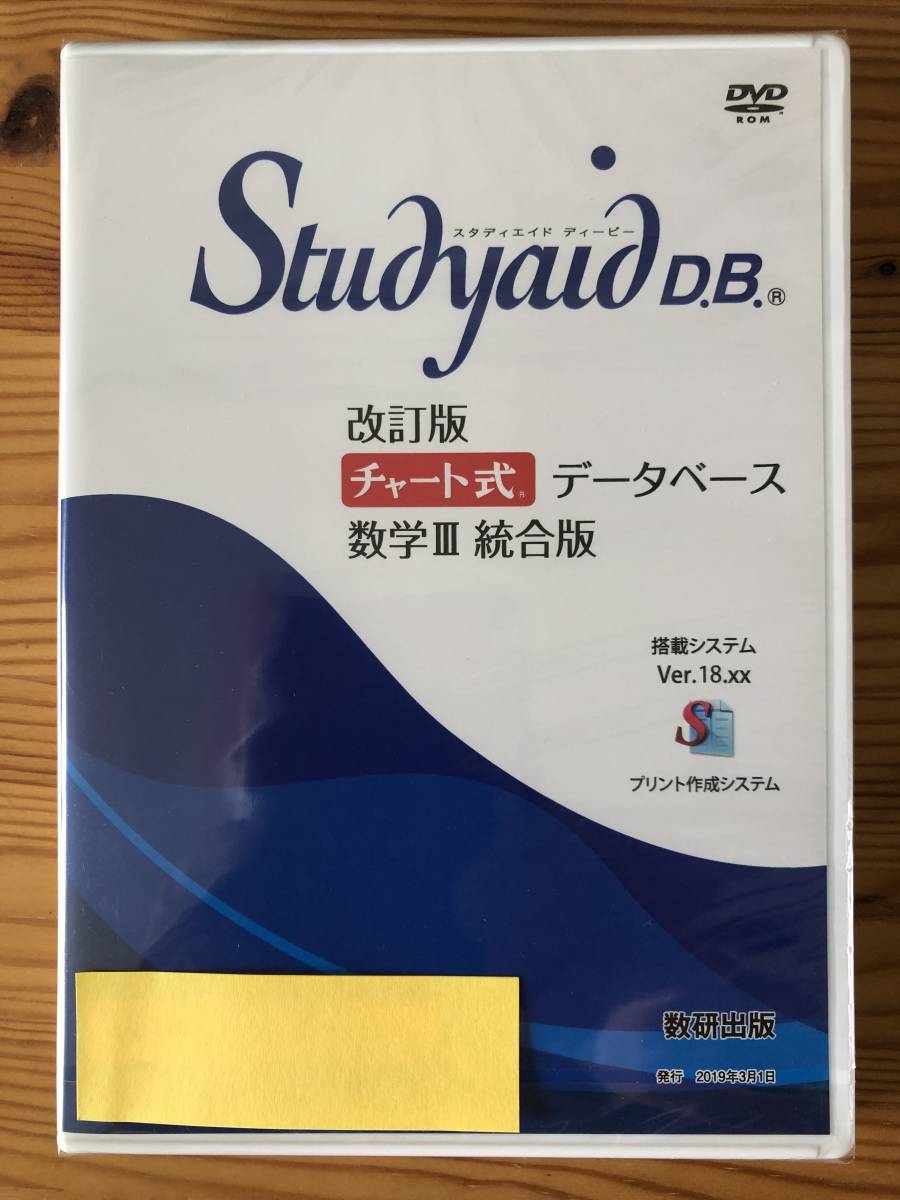 DVD
ROM
スタディエイド ディービー
Studyaid D.B.®
改訂版
チャート式® データベース
数学Ⅲ 統合版
搭載システム
Ver.18.xx
S
プリント作成システム
数研出版
発行 2019年3月1日